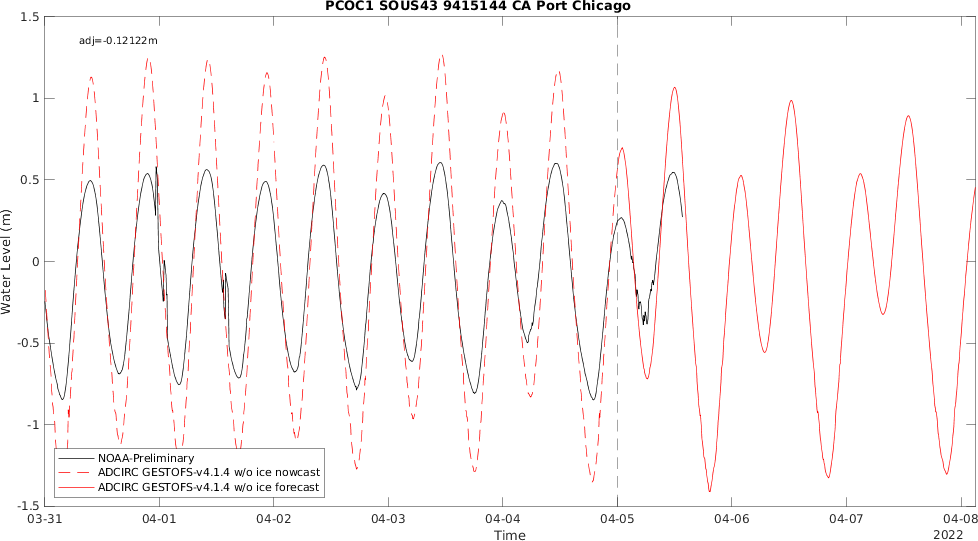 PCOC1 SOUS43 9415144 CA Port Chicago
adj=-0.12122m
Water Level (m)
1.5
1
0.5
0
-0.5
-1
-1.5
NOAA-Preliminary
ADCIRC GESTOFS-v4.1.4 w/o ice nowcast
ADCIRC GESTOFS-v4.1.4 w/o ice forecast
03-31 04-01 04-02 04-03 04-04 04-05 04-06 04-07 04-08
Time
2022